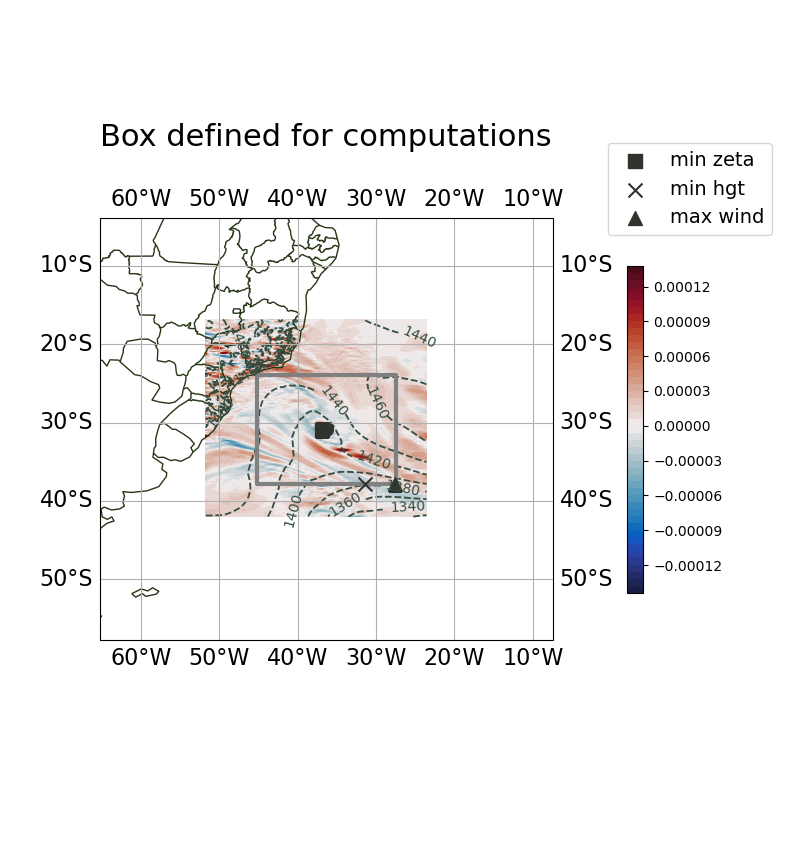 Box defined for computations
min zeta
min hgt
max wind
60°W 50°W 40°W 30°W 20°W 10°W
10°S 10°S
20°S 20°S
30°S 30°S
40°S 40°S
50°S 50°S
60°W 50°W 40°W 30°W 20°W 10°W
1440
1440
1460
1420
1360
1340
1400
0.00012
0.00009
0.00006
0.00003
0.00000
−0.00003
−0.00006
−0.00009
−0.00012